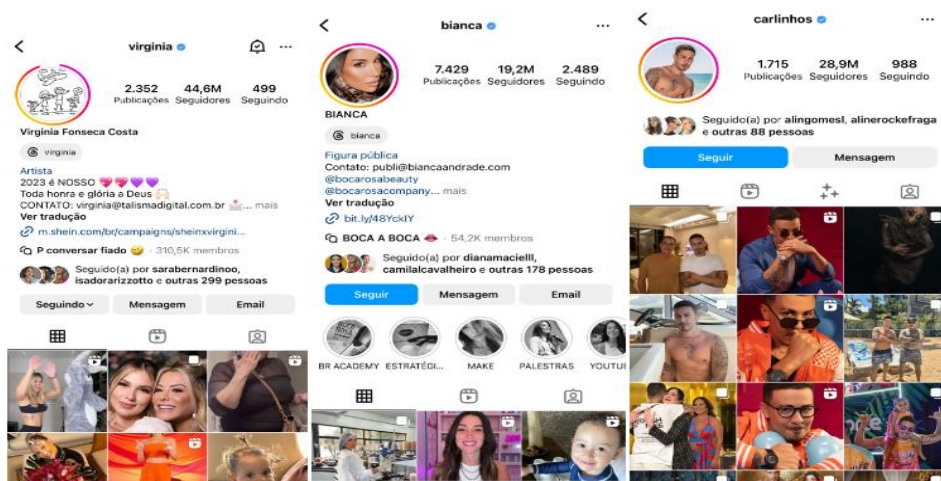 virginia
2.352 44,6M 499
Publicações Seguidores Seguindo
Virginia Fonseca Costa
virginia
Artista
2023 é NOSSO 💖💖💜💜
Toda honra e glória a Deus 🙌🏻
CONTATO: virginia@talismadigital.com.br 💌... mais
Ver tradução
m.shein.com/br/campaigns/sheinxvirgini...
P conversar fiado 🤪 · 310,5K membros
Seguido(a) por sarabernardinoo,
isadorarizzotto e outras 299 pessoas
Seguindo Mensagem Email
bianca
7.429 19,2M 2.489
Publicações Seguidores Seguindo
BIANCA
bianca
Figura pública
Contato: publi@biancaandrade.com
@bocarosabeauty
@bocarosacompany... mais
Ver tradução
bit.ly/48YckIY
BOCA A BOCA 👄 · 54,2K membros
Seguido(a) por dianamacielll,
camilalcavalheiro e outras 178 pessoas
Seguir Mensagem Email
BR ACADEMY ESTRATÉGI... MAKE PALESTRAS YOUTUI
carlinhos
1.715 28,9M 988
Publicações Seguidores Seguindo
Seguido(a) por alingomesl, alinerockefraga
e outras 88 pessoas
Seguir Mensagem